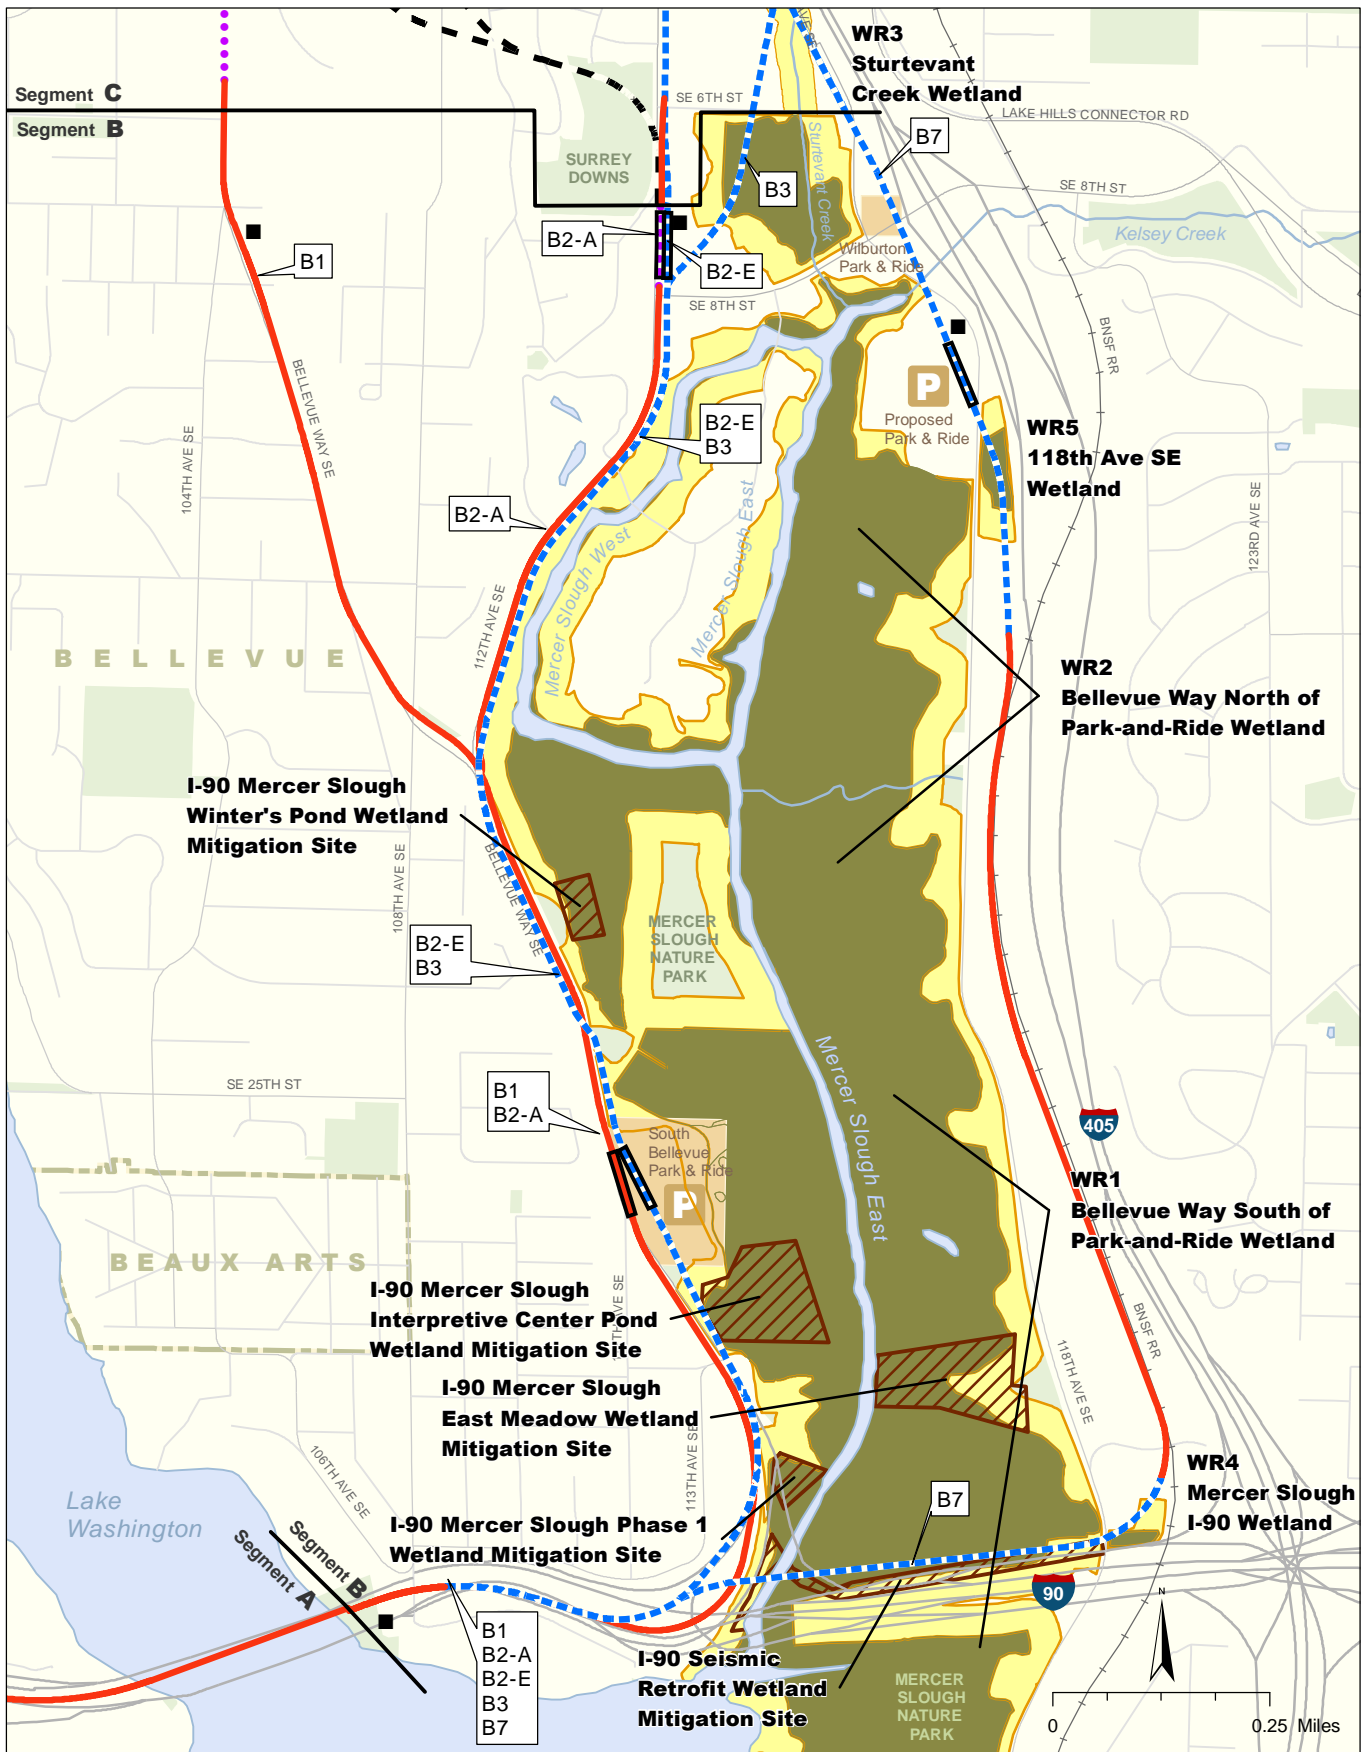 WR3
Sturtevant
Creek Wetland
AVE SE
Segment C
Segment B
SE 6TH ST
LAKE HILLS CONNECTOR RD
B7
SURREY
DOWNS
B3
Sturtevant Creek
SE 8TH ST
Kelsey Creek
B2-A
B2-E
Wilburton
Park & Ride
B1
SE 8TH ST
BNSF RR
BELLEVUE WAY SE
P
Proposed
Park & Ride
B2-E
B3
WR5
118th Ave SE
Wetland
104TH AVE SE
B2-A
Mercer Slough West
Mercer Slough East
123RD AVE SE
112TH AVE SE
BELLEVUE
WR2
Bellevue Way North of
Park-and-Ride Wetland
I-90 Mercer Slough
Winter's Pond Wetland
Mitigation Site
108TH AVE SE
BELLEVUE WAY SE
MERCER
SLOUGH
NATURE
PARK
B2-E
B3
Mercer Slough East
SE 25TH ST
B1
B2-A
South
Bellevue
Park & Ride
P
405
WR1
Bellevue Way South of
Park-and-Ride Wetland
BEAUX ARTS
I-90 Mercer Slough
Interpretive Center Pond
Wetland Mitigation Site
TH AVE SE
BNSF RR
118TH AVE SE
I-90 Mercer Slough
East Meadow Wetland
Mitigation Site
113TH AVE SE
106TH AVE SE
WR4
Mercer Slough
I-90 Wetland
B7
Lake
Washington
I-90 Mercer Slough Phase 1
Wetland Mitigation Site
Segment B
Segment A
90
N
B1
B2-A
B2-E
B3
B7
I-90 Seismic
Retrofit Wetland
Mitigation Site
MERCER
SLOUGH
NATURE
PARK
0 0.25 Miles